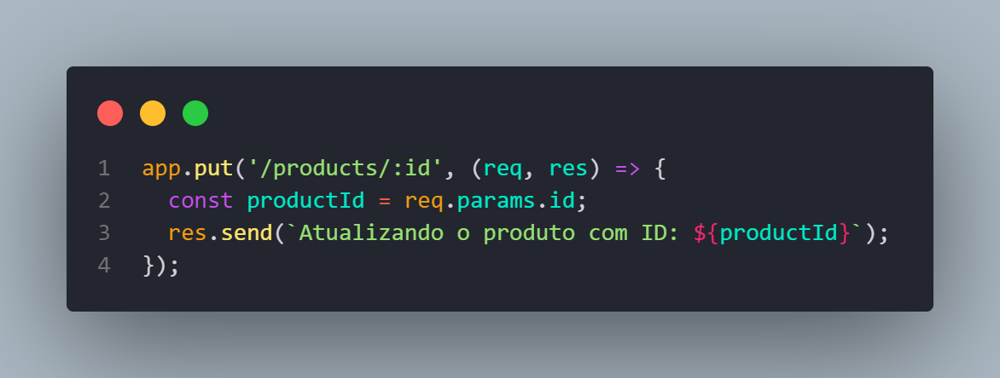 1 app.put('/products/:id', (req, res) => {
2   const productId = req.params.id;
3   res.send(`Atualizando o produto com ID: ${productId}`);
4 });